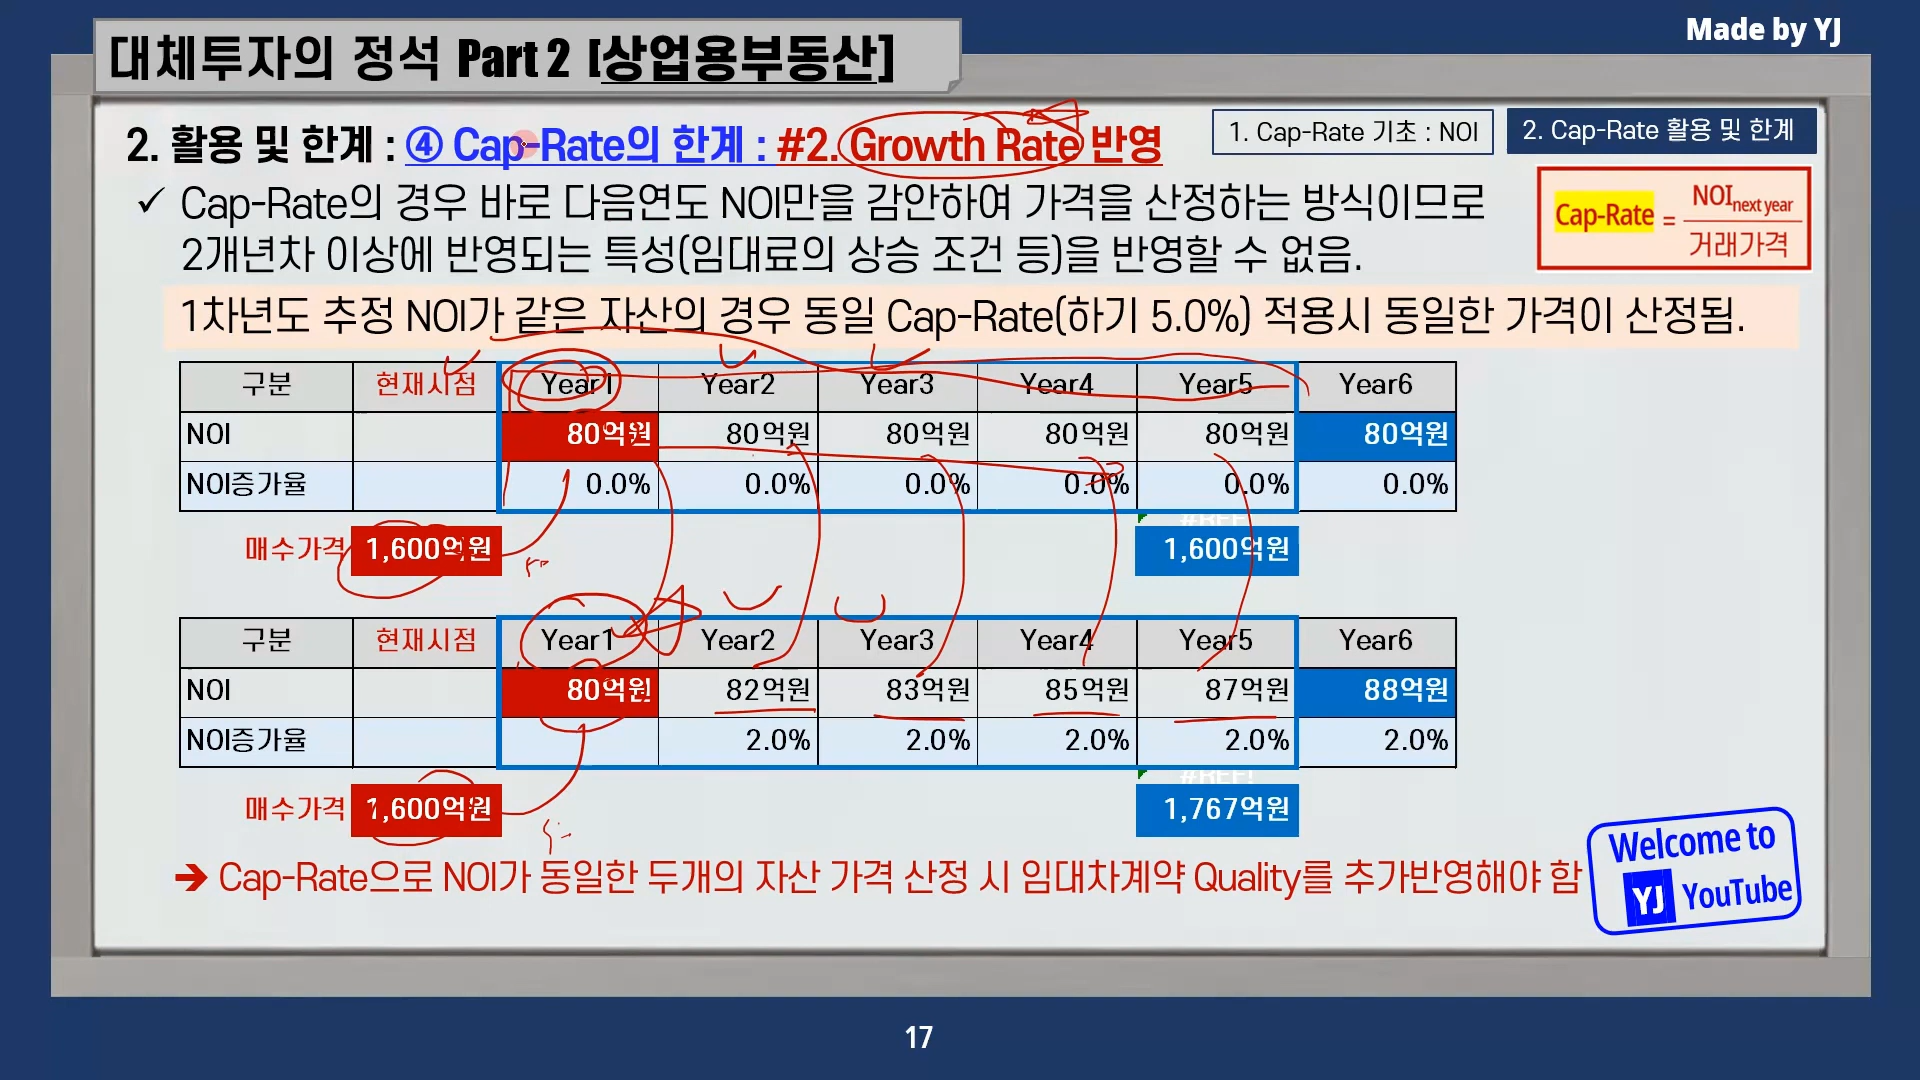 Made by YJ
대체투자의 정석 Part 2 [상업용부동산]
2. 활용 및 한계 : ④ Cap-Rate의 한계 : #2. Growth Rate 반영
1. Cap-Rate 기초 : NOI
2. Cap-Rate 활용 및 한계
✓ Cap-Rate의 경우 바로 다음연도 NOI만을 감안하여 가격을 산정하는 방식이므로
2개년차 이상에 반영되는 특성(임대료의 상승 조건 등)을 반영할 수 없음.
Cap-Rate = NOI next year
거래가격
1차년도 추정 NOI가 같은 자산의 경우 동일 Cap-Rate(하기 5.0%) 적용시 동일한 가격이 산정됨.
구분 현재시점 Year1 Year2 Year3 Year4 Year5 Year6
NOI 80억원 80억원 80억원 80억원 80억원 80억원
NOI증가율 0.0% 0.0% 0.0% 0.0% 0.0% 0.0%
#REF!
매수가격 1,600억원 1,600억원
구분 현재시점 Year1 Year2 Year3 Year4 Year5 Year6
NOI 80억원 82억원 83억원 85억원 87억원 88억원
NOI증가율 2.0% 2.0% 2.0% 2.0% 2.0%
#REF!
매수가격 1,600억원 1,767억원
➔ Cap-Rate으로 NOI가 동일한 두개의 자산 가격 산정 시 임대차계약 Quality를 추가반영해야 함
Welcome to
YJ YouTube
17